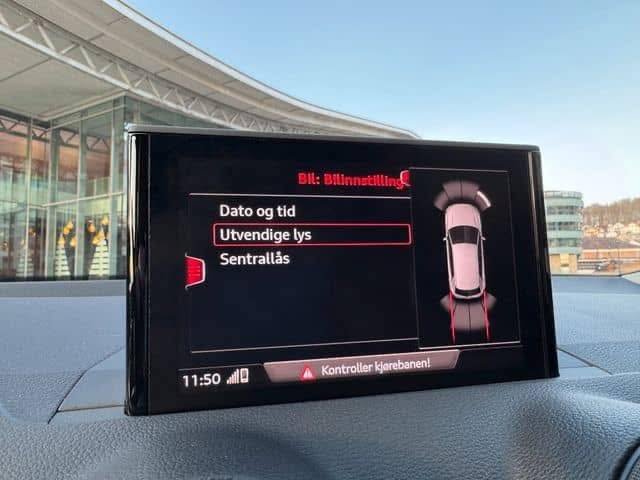 Bil: Bilinnstilling
Dato og tid
Utvendige lys
Sentrallås
Kontroller kjørebanen!
11:50